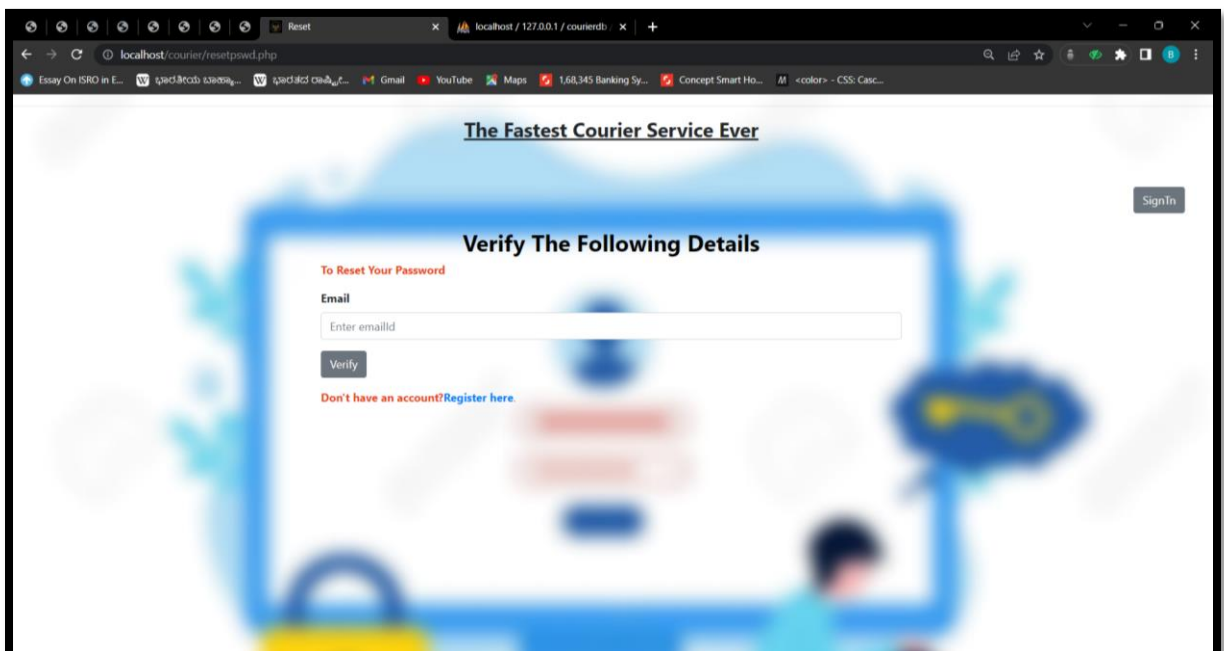 Reset
localhost / 127.0.0.1 / courierdb
localhost/courier/resetpswd.php
B
Essay On ISRO in E... W W Gmail YouTube Maps 1,68,345 Banking Sy... Concept Smart Ho... M <color> - CSS: Casc...
The Fastest Courier Service Ever
SignIn
Verify The Following Details
To Reset Your Password
Email
Enter emailId
Verify
Don't have an account?Register here.